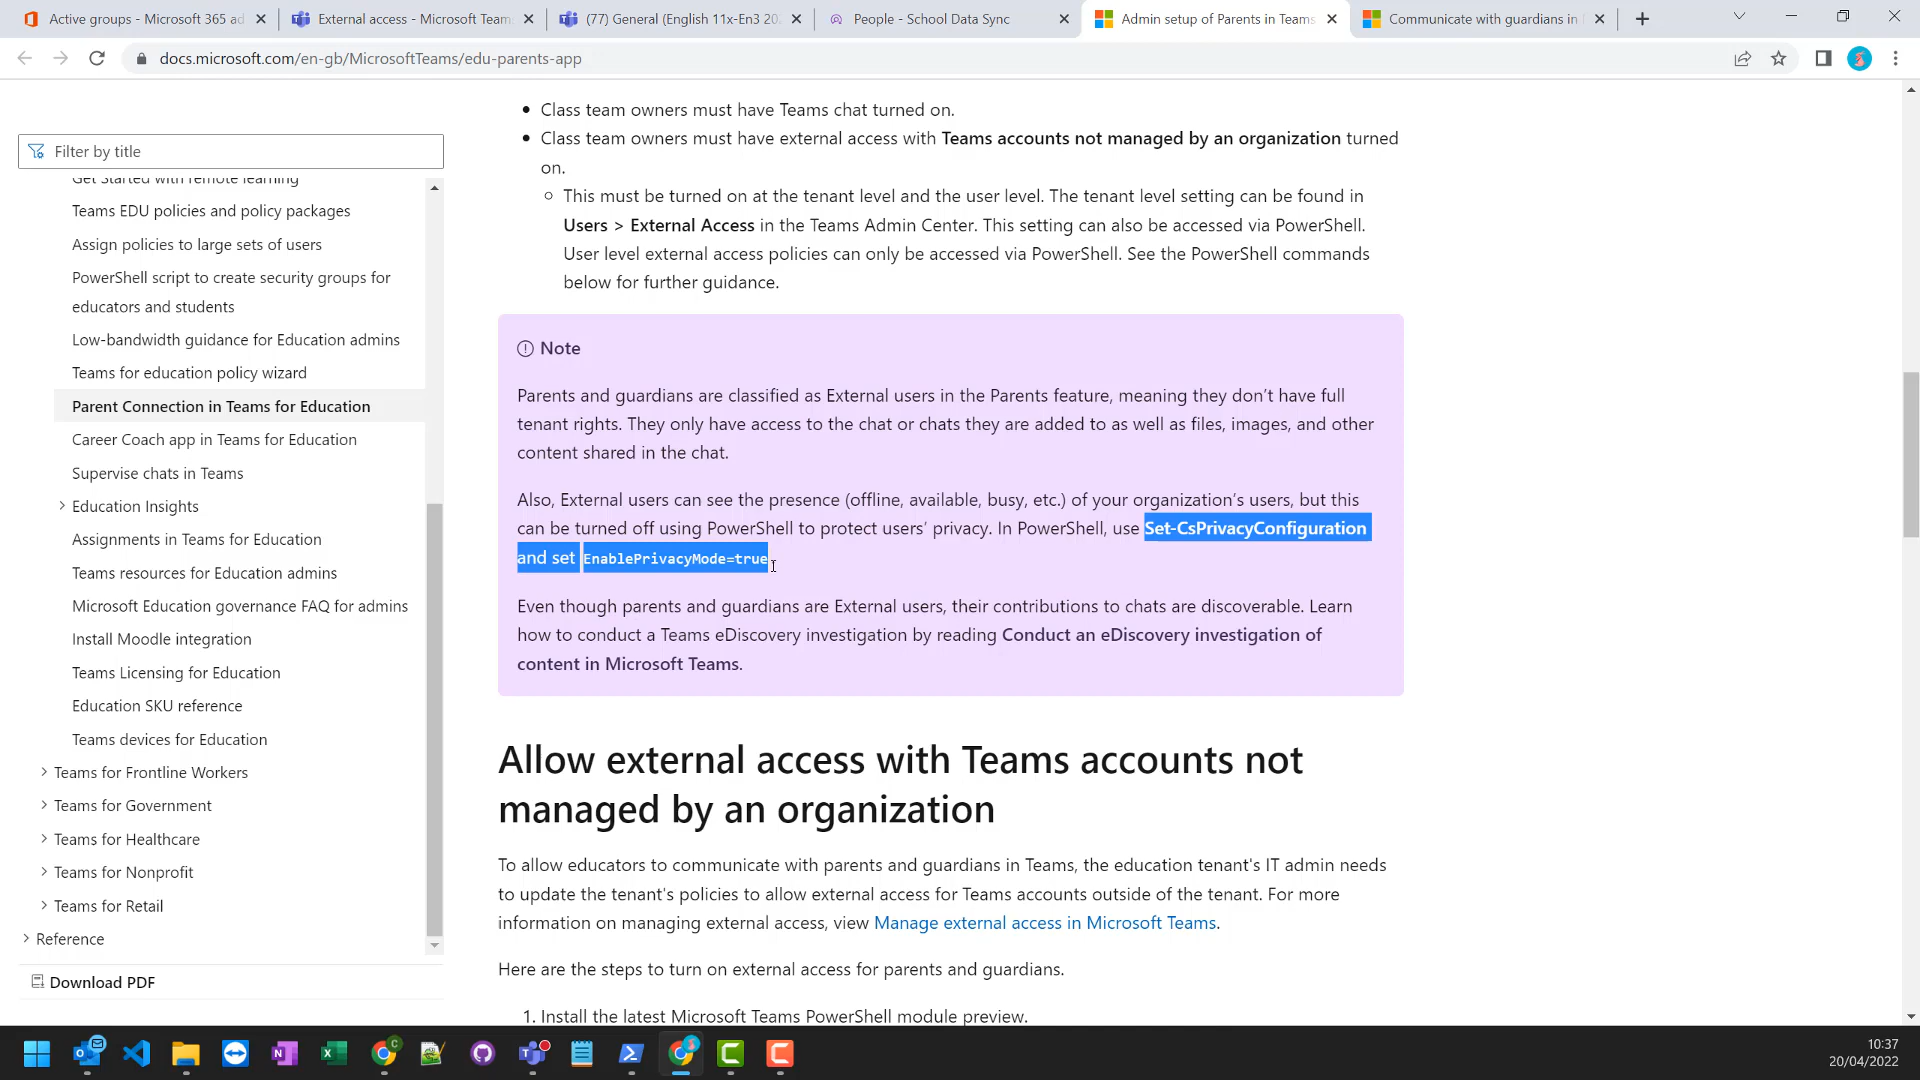 Active groups - Microsoft 365 ad
External access - Microsoft Team
(77) General (English 11x-En3 202
People - School Data Sync
Admin setup of Parents in Teams
Communicate with guardians in
docs.microsoft.com/en-gb/MicrosoftTeams/edu-parents-app
Filter by title
Get Started with remote learning
Teams EDU policies and policy packages
Assign policies to large sets of users
PowerShell script to create security groups for
educators and students
Low-bandwidth guidance for Education admins
Teams for education policy wizard
Parent Connection in Teams for Education
Career Coach app in Teams for Education
Supervise chats in Teams
Education Insights
Assignments in Teams for Education
Teams resources for Education admins
Microsoft Education governance FAQ for admins
Install Moodle integration
Teams Licensing for Education
Education SKU reference
Teams devices for Education
Teams for Frontline Workers
Teams for Government
Teams for Healthcare
Teams for Nonprofit
Teams for Retail
Reference
Download PDF
Class team owners must have Teams chat turned on.
Class team owners must have external access with Teams accounts not managed by an organization turned
on.
This must be turned on at the tenant level and the user level. The tenant level setting can be found in
Users > External Access in the Teams Admin Center. This setting can also be accessed via PowerShell.
User level external access policies can only be accessed via PowerShell. See the PowerShell commands
below for further guidance.
Note
Parents and guardians are classified as External users in the Parents feature, meaning they don't have full
tenant rights. They only have access to the chat or chats they are added to as well as files, images, and other
content shared in the chat.
Also, External users can see the presence (offline, available, busy, etc.) of your organization's users, but this
can be turned off using PowerShell to protect users' privacy. In PowerShell, use Set-CsPrivacyConfiguration
and set EnablePrivacyMode=true
Even though parents and guardians are External users, their contributions to chats are discoverable. Learn
how to conduct a Teams eDiscovery investigation by reading Conduct an eDiscovery investigation of
content in Microsoft Teams.
Allow external access with Teams accounts not
managed by an organization
To allow educators to communicate with parents and guardians in Teams, the education tenant's IT admin needs
to update the tenant's policies to allow external access for Teams accounts outside of the tenant. For more
information on managing external access, view Manage external access in Microsoft Teams.
Here are the steps to turn on external access for parents and guardians.
1. Install the latest Microsoft Teams PowerShell module preview.
10:37
20/04/2022